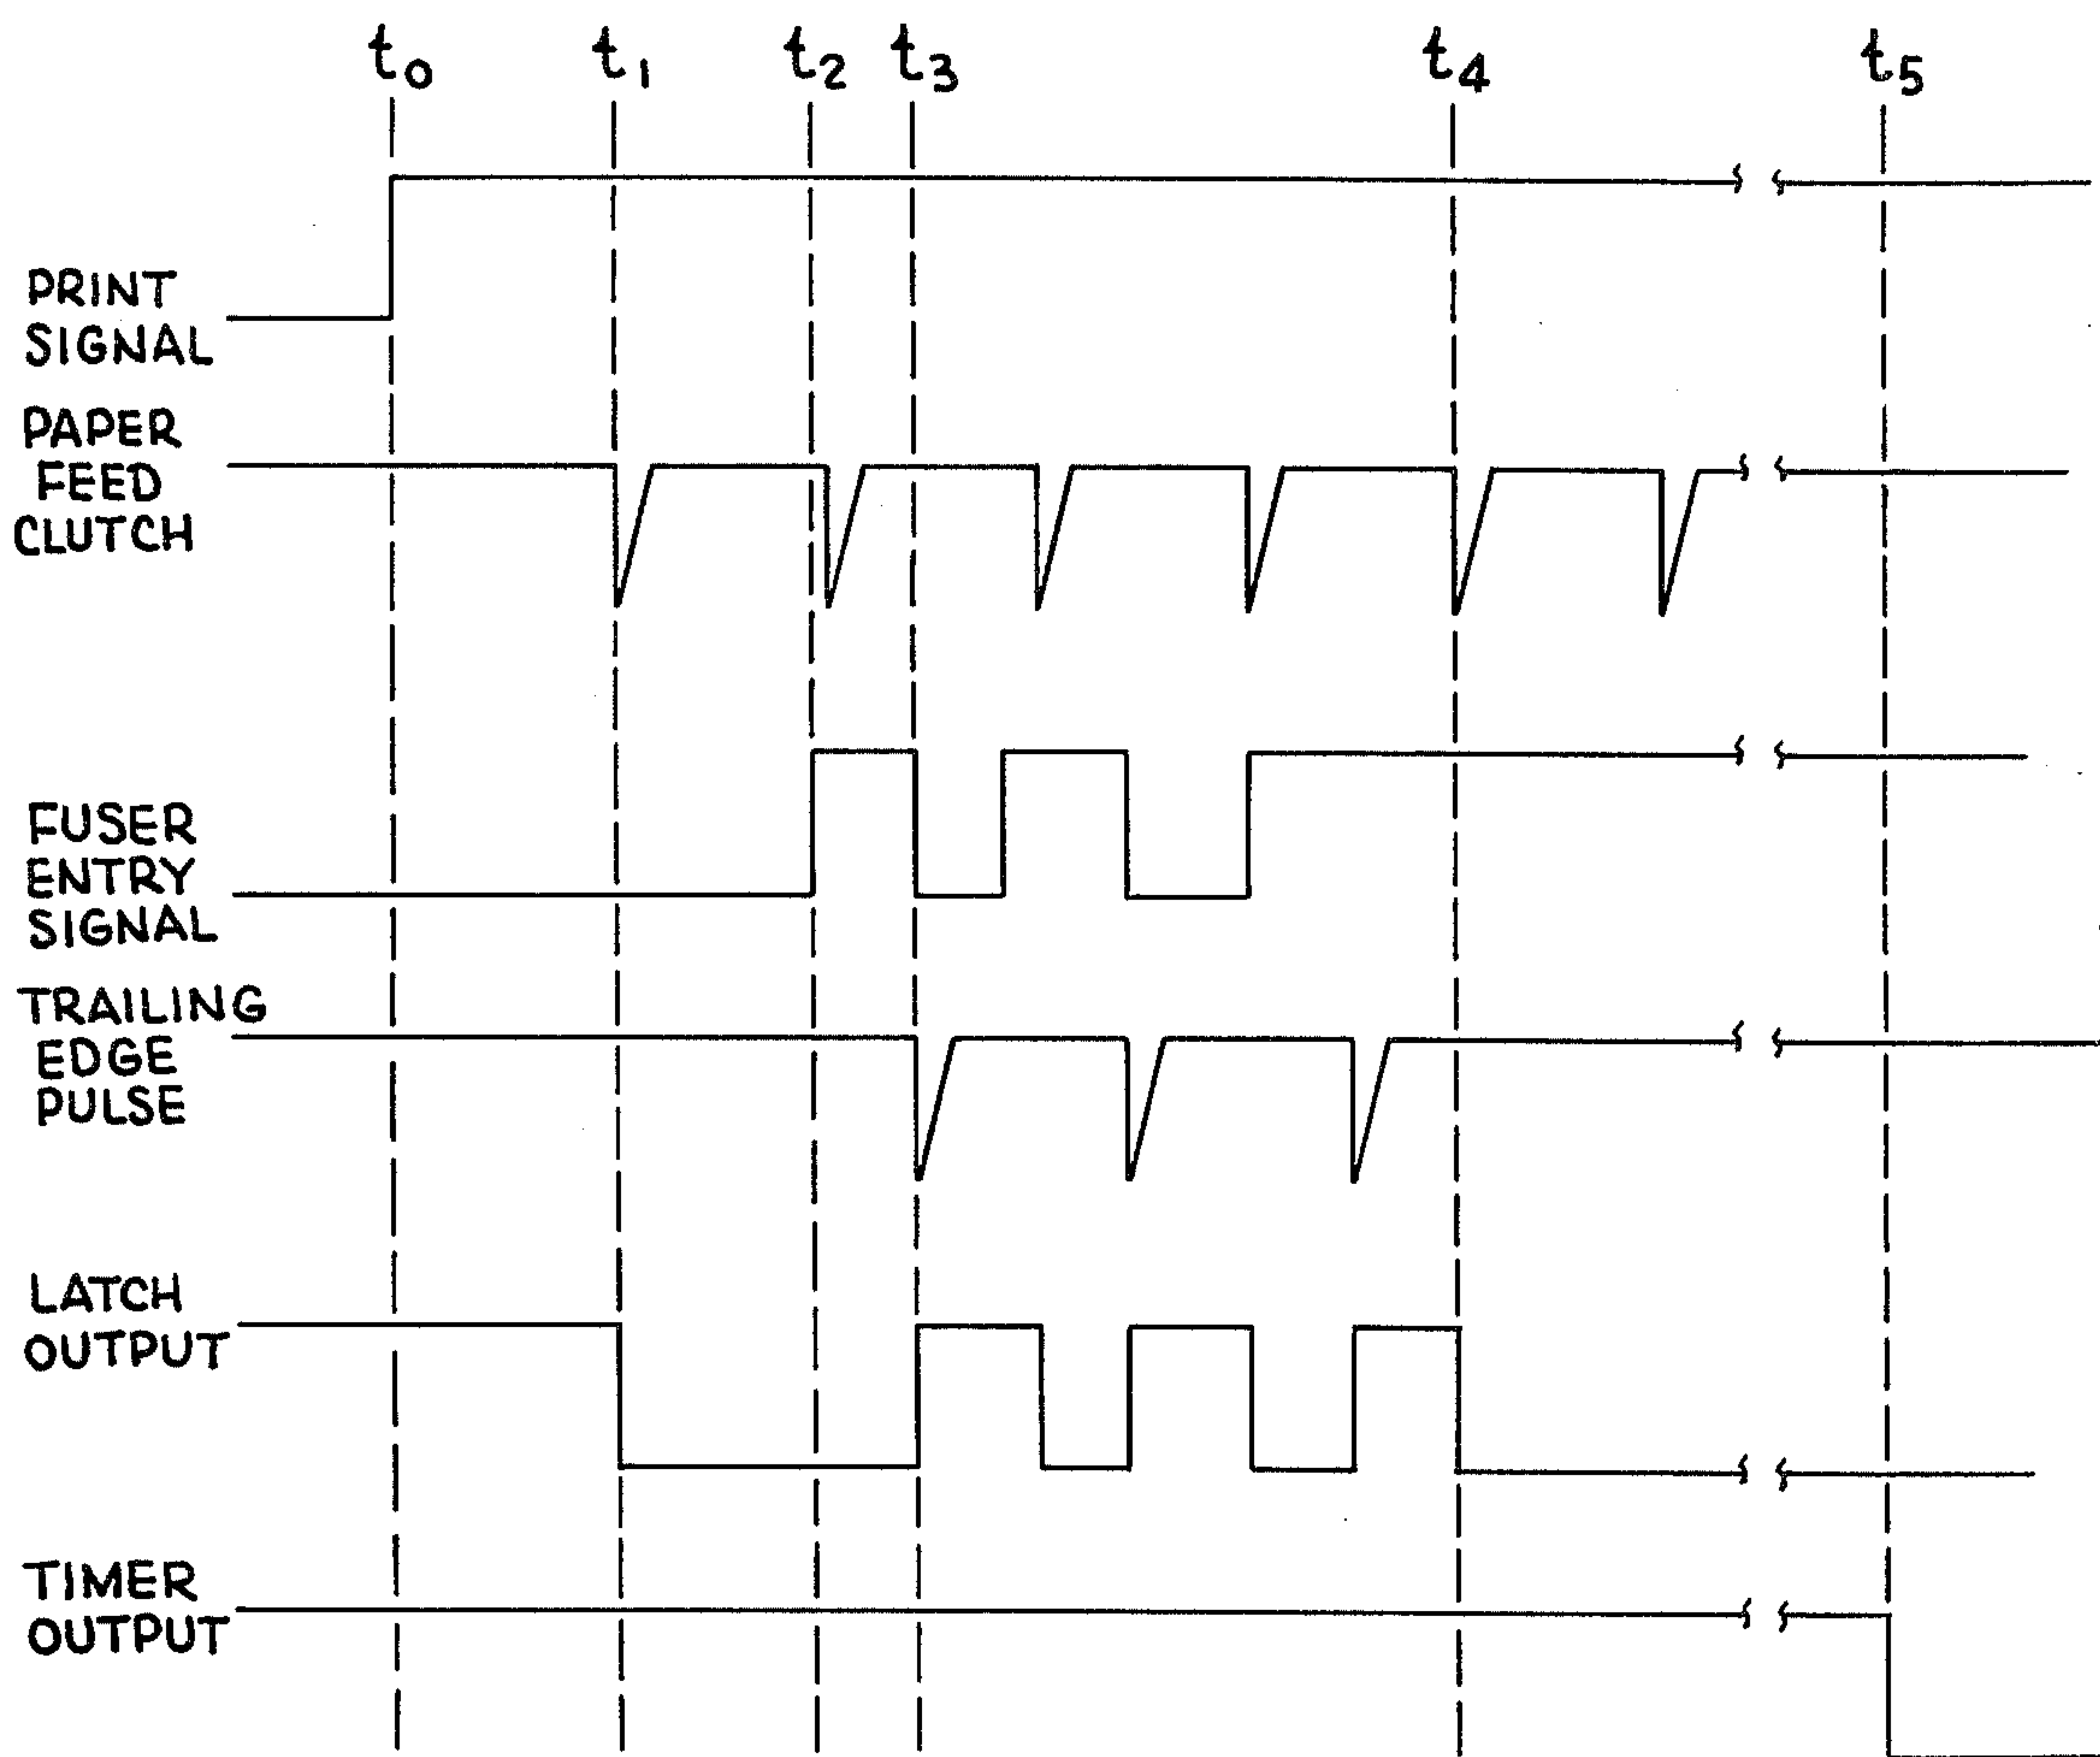 t0 t1 t2 t3 t4 t5
PRINT
SIGNAL
PAPER
FEED
CLUTCH
FUSER
ENTRY
SIGNAL
TRAILING
EDGE
PULSE
LATCH
OUTPUT
TIMER
OUTPUT